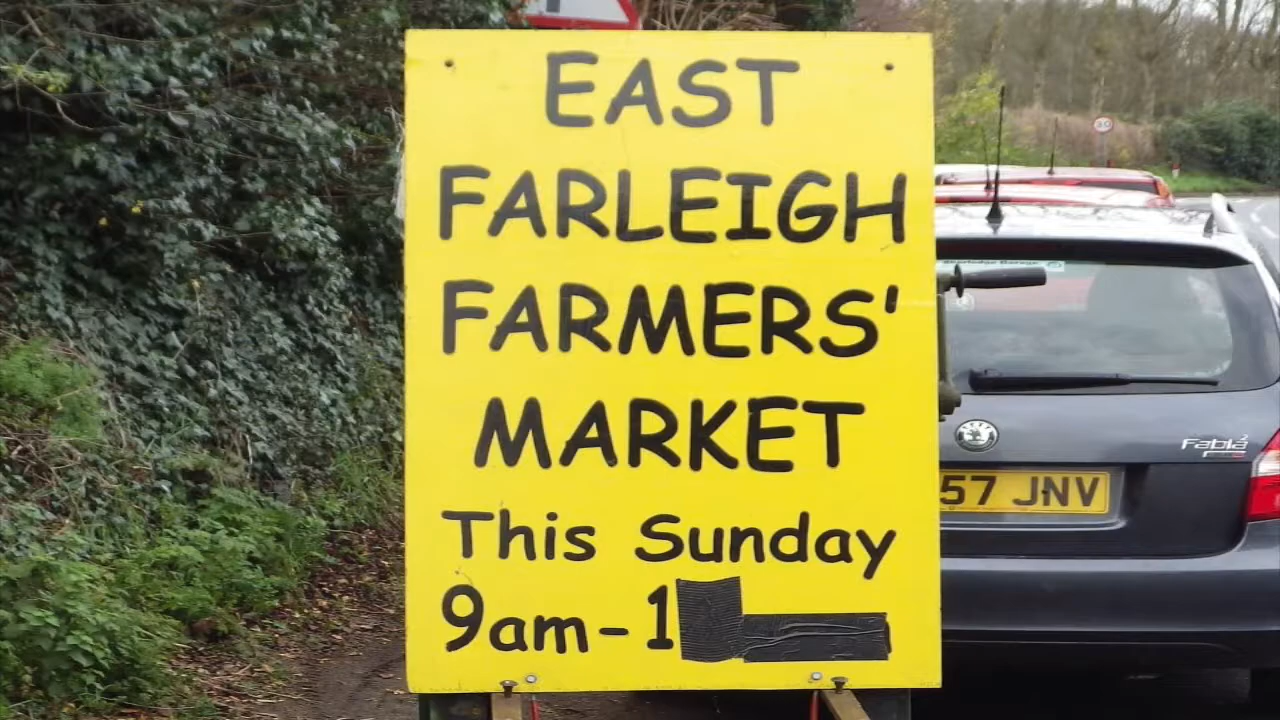 EAST
FARLEIGH
FARMERS'
MARKET
This Sunday
9am-1
57 JNV
Fabia